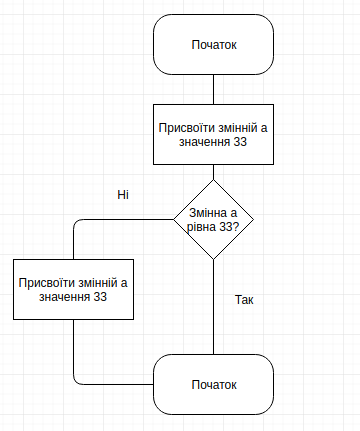 Початок
Присвоїти змінній а
значення 33
Змінна а
рівна 33?
Ні
Присвоїти змінній а
значення 33
Так
Початок